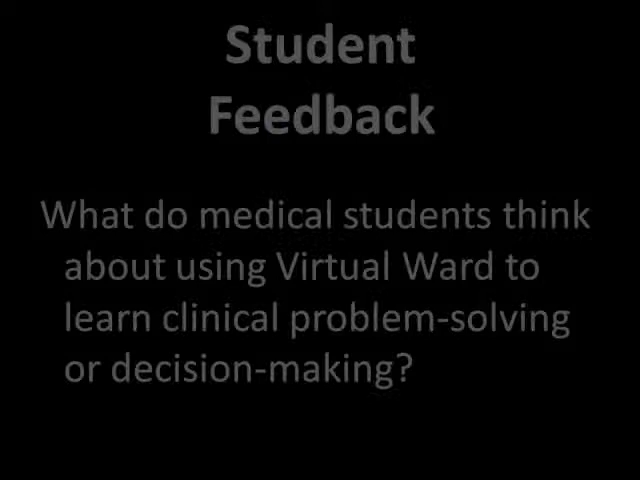 Student
Feedback
What do medical students think
about using Virtual Ward to
learn clinical problem-solving
or decision-making?